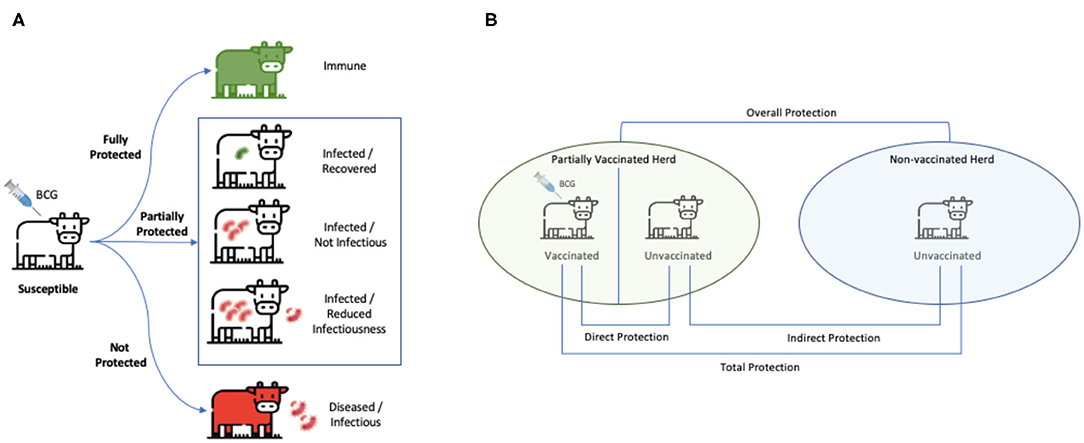 A
B
Immune
Fully
Protected
Infected /
Recovered
BCG
Partially
Protected
Infected /
Not Infectious
Susceptible
Infected /
Reduced
Infectiousness
Not
Protected
Diseased /
Infectious
Overall Protection
Partially Vaccinated Herd
Non-vaccinated Herd
BCG
Vaccinated
Unvaccinated
Unvaccinated
Direct Protection
Indirect Protection
Total Protection